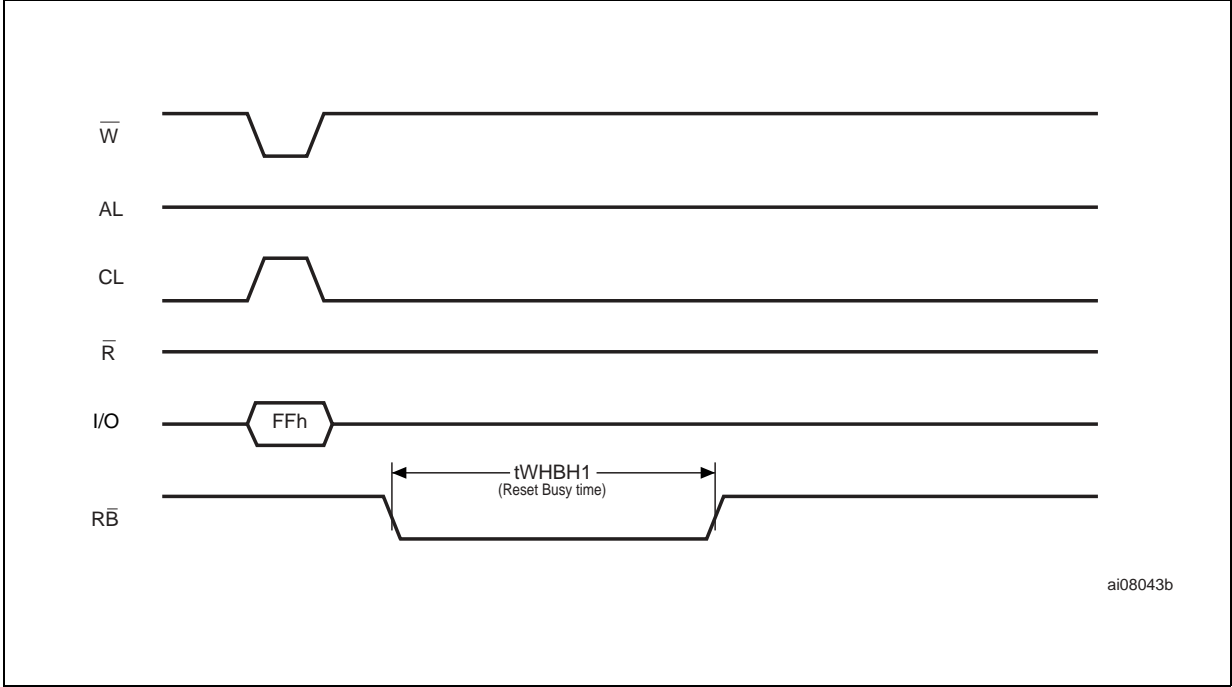 W̅
AL
CL
R̅
I/O
FFh
tWHBH1
(Reset Busy time)
RB̅
ai08043b